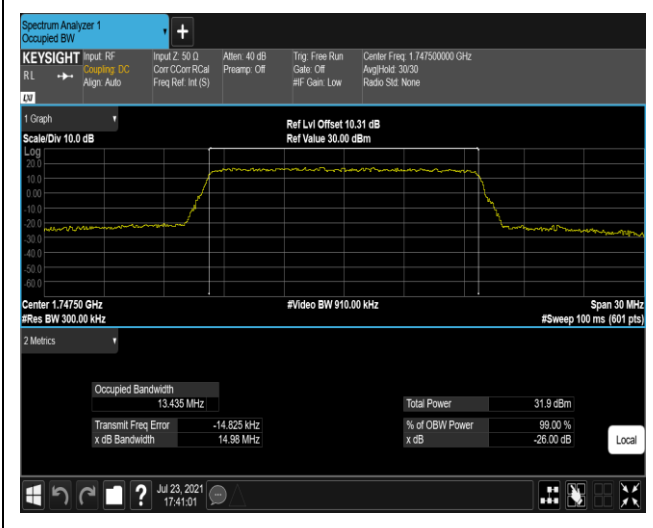 Spectrum Analyzer 1
Occupied BW
+
KEYSIGHT Input: RF Input Z: 50 Ω Atten: 40 dB Trig: Free Run Center Freq: 1.747500000 GHz
RL Coupling: DC Corr CCorr RCal Preamp: Off Gate: Off Avg|Hold: 30/30
Align: Auto Freq Ref: Int (S) #IF Gain: Low Radio Std: None
LXI
1 Graph
Ref Lvl Offset 10.31 dB
Scale/Div 10.0 dB Ref Value 30.00 dBm
Log
20.0
10.0
0.00
-10.0
-20.0
-30.0
-40.0
-50.0
-60.0
Center 1.74750 GHz #Video BW 910.00 kHz Span 30 MHz
#Res BW 300.00 kHz #Sweep 100 ms (601 pts)
2 Metrics
Occupied Bandwidth
13.435 MHz Total Power 31.9 dBm
Transmit Freq Error -14.825 kHz % of OBW Power 99.00 %
x dB Bandwidth 14.98 MHz x dB -26.00 dB
Local
? Jul 23, 2021
17:41:01